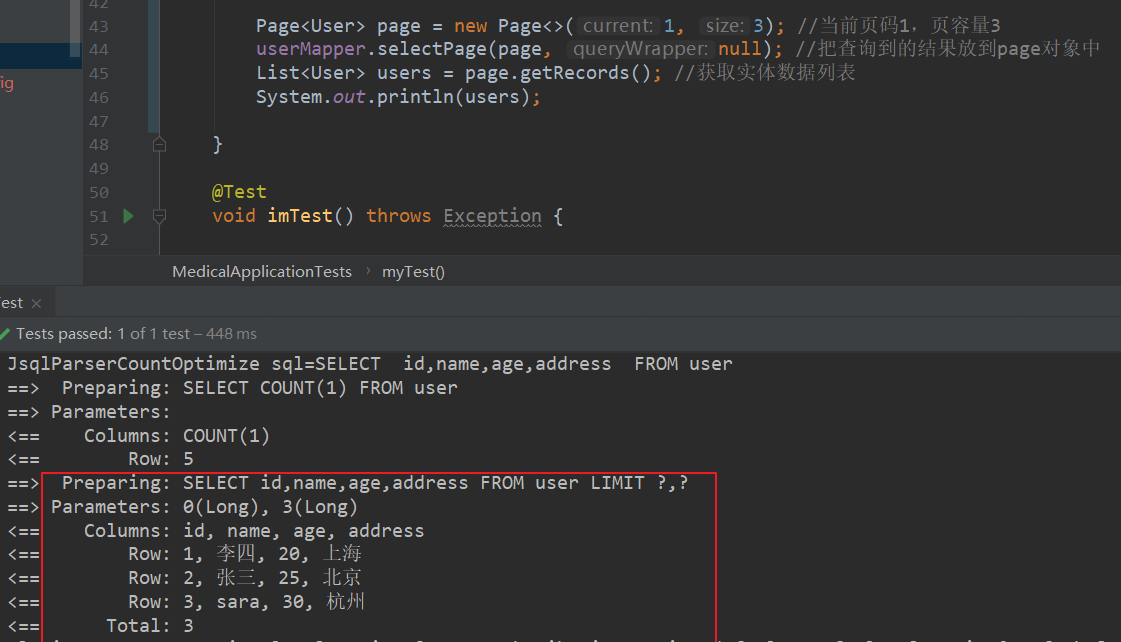 42
43 Page<User> page = new Page<>( current: 1, size: 3); //当前页码1，页容量3
44 userMapper.selectPage(page, queryWrapper: null); //把查询到的结果放到page对象中
ig
45 List<User> users = page.getRecords(); //获取实体数据列表
46 System.out.println(users);
47
48 }
49
50 @Test
51 void imTest() throws Exception {
52
MedicalApplicationTests › myTest()
est ×
Tests passed: 1 of 1 test – 448 ms
JsqlParserCountOptimize sql=SELECT  id,name,age,address  FROM user
==>  Preparing: SELECT COUNT(1) FROM user
==> Parameters:
<==    Columns: COUNT(1)
<==        Row: 5
==>  Preparing: SELECT id,name,age,address FROM user LIMIT ?,?
==> Parameters: 0(Long), 3(Long)
<==    Columns: id, name, age, address
<==        Row: 1, 李四, 20, 上海
<==        Row: 2, 张三, 25, 北京
<==        Row: 3, sara, 30, 杭州
<==      Total: 3